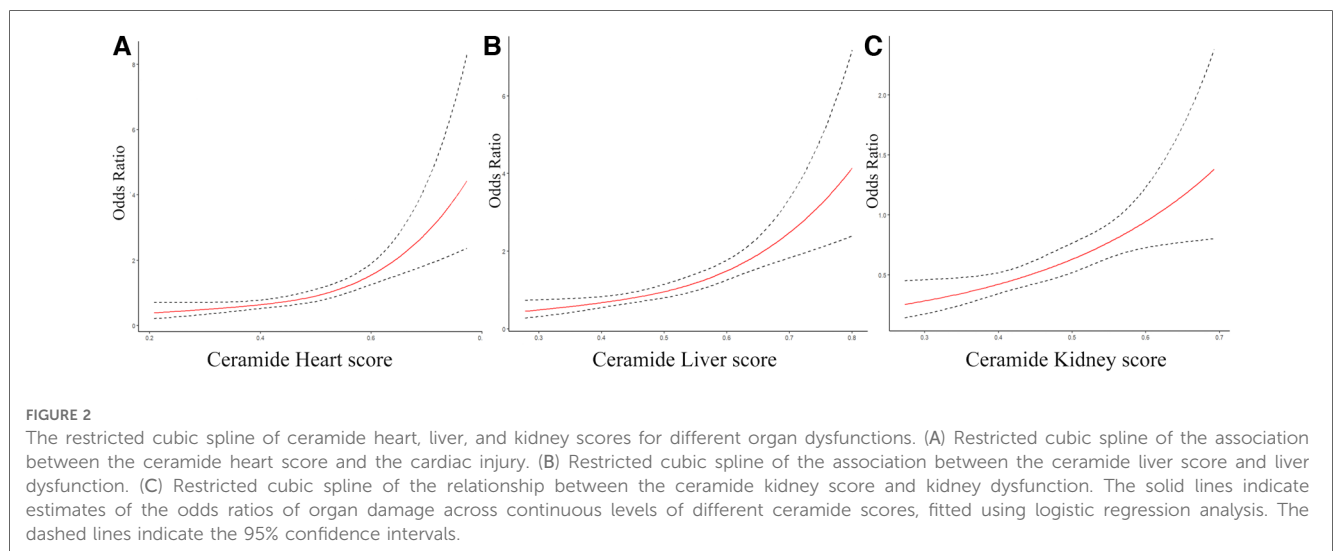 A
B
C
8
6
4
2
0
Odds Ratio
0.2
0.4
0.6
0.
Ceramide Heart score
6
4
2
0
Odds Ratio
0.3
0.4
0.5
0.6
0.7
0.8
Ceramide Liver score
2.0
1.5
1.0
0.5
Odds Ratio
0.3
0.4
0.5
0.6
0.7
Ceramide Kidney score
FIGURE 2
The restricted cubic spline of ceramide heart, liver, and kidney scores for different organ dysfunctions. (A) Restricted cubic spline of the association
between the ceramide heart score and the cardiac injury. (B) Restricted cubic spline of the association between the ceramide liver score and liver
dysfunction. (C) Restricted cubic spline of the relationship between the ceramide kidney score and kidney dysfunction. The solid lines indicate
estimates of the odds ratios of organ damage across continuous levels of different ceramide scores, fitted using logistic regression analysis. The
dashed lines indicate the 95% confidence intervals.